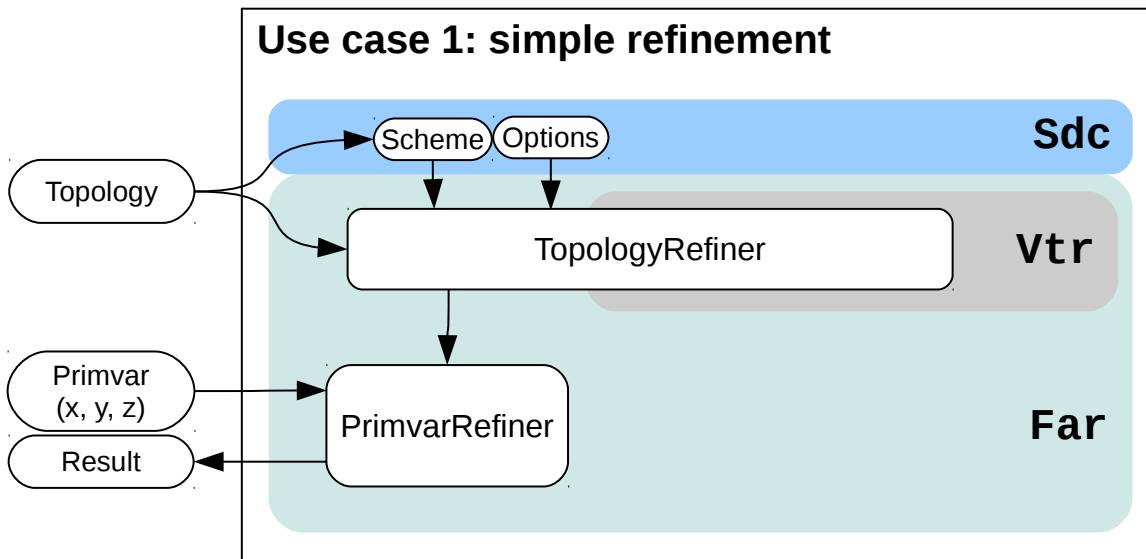 Use case 1: simple refinement
Scheme
Options
Sdc
Topology
TopologyRefiner
Vtr
Primvar
(x, y, z)
PrimvarRefiner
Far
Result